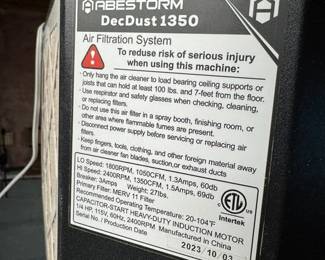 ABESTORM
DecDust 1350
Air Filtration System
To reduse risk of serious injury
when using this machine:
Only hang the air cleaner to load bearing ceiling supports or
joists that can hold at least 100 lbs. and 7-feet from the floor.
Use respirator and safety glasses when checking, cleaning,
or replacing filters.
Do not use this air filter in a spray booth, finishing room, or
other area where flammable fumes are present.
Disconnect power supply before servicing or replacing
air filters.
Keep fingers, tools, clothing, and other foreign material away
from air cleaner fan blades, suction,or exhaust ducts
LO Speed: 1800RPM, 1050CFM, 1.3Amps, 60db
HI Speed: 2400RPM, 1350CFM, 1.5Amps, 69db
Breaker: 3Amps Weight: 27lbs.
Primary Filter: MERV 11 Filter
Recommended Operating Temperature: 20-104℉
CAPACITOR-START HEAVY-DUTY INDUCTION MOTOR
1/4 HP, 115V, 60Hz, 2400RPM Manufactured in China
Serial No. / Production Date
2023/10/03
ETL
Intertek